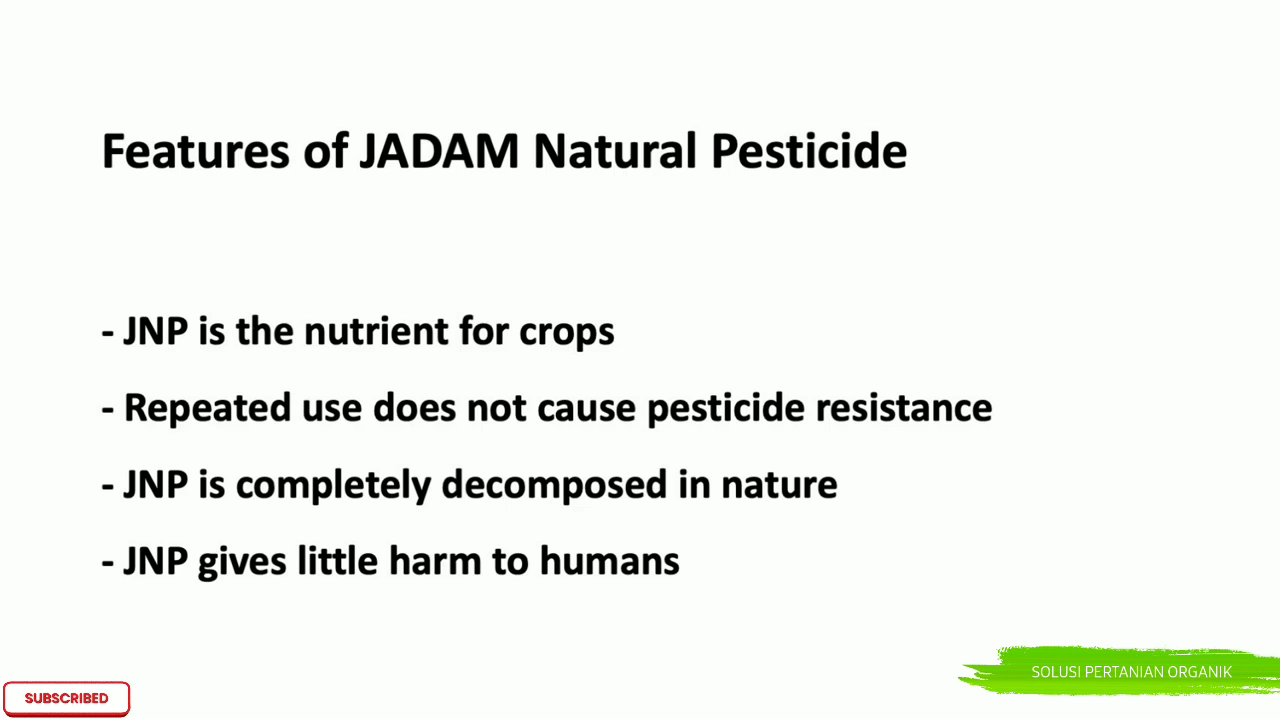 Features of JADAM Natural Pesticide
- JNP is the nutrient for crops
- Repeated use does not cause pesticide resistance
- JNP is completely decomposed in nature
- JNP gives little harm to humans
SOLUSI PERTANIAN ORGANIK
SUBSCRIBED